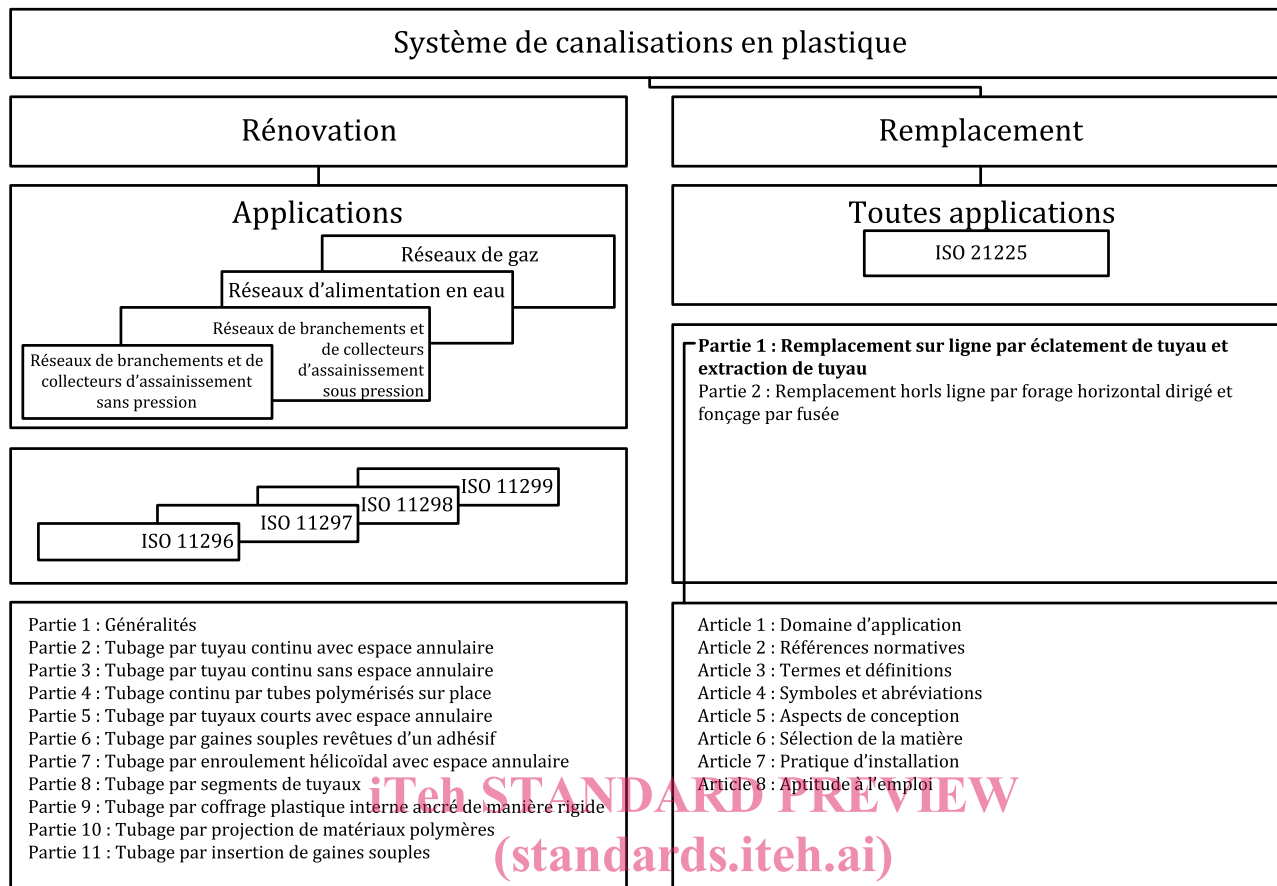 Système de canalisations en plastique
Rénovation
Applications
Réseaux de gaz
Réseaux d’alimentation en eau
Réseaux de branchements et
de collecteurs
d’assainissement
sous pression
Réseaux de branchements et de
collecteurs d’assainissement
sans pression
ISO 11299
ISO 11298
ISO 11297
ISO 11296
Partie 1 : Généralités
Partie 2 : Tubage par tuyau continu avec espace annulaire
Partie 3 : Tubage par tuyau continu sans espace annulaire
Partie 4 : Tubage continu par tubes polymérisés sur place
Partie 5 : Tubage par tuyaux courts avec espace annulaire
Partie 6 : Tubage par gaines souples revêtues d’un adhésif
Partie 7 : Tubage par enroulement hélicoïdal avec espace annulaire
Partie 8 : Tubage par segments de tuyaux
Partie 9 : Tubage par coffrage plastique interne ancré de manière rigide
Partie 10 : Tubage par projection de matériaux polymères
Partie 11 : Tubage par insertion de gaines souples
Remplacement
Toutes applications
ISO 21225
Partie 1 : Remplacement sur ligne par éclatement de tuyau et
extraction de tuyau
Partie 2 : Remplacement horls ligne par forage horizontal dirigé et
fonçage par fusée
Article 1 : Domaine d’application
Article 2 : Références normatives
Article 3 : Termes et définitions
Article 4 : Symboles et abréviations
Article 5 : Aspects de conception
Article 6 : Sélection de la matière
Article 7 : Pratique d’installation
Article 8 : Aptitude à l’emploi
iTeh STANDARD PREVIEW
(standards.iteh.ai)